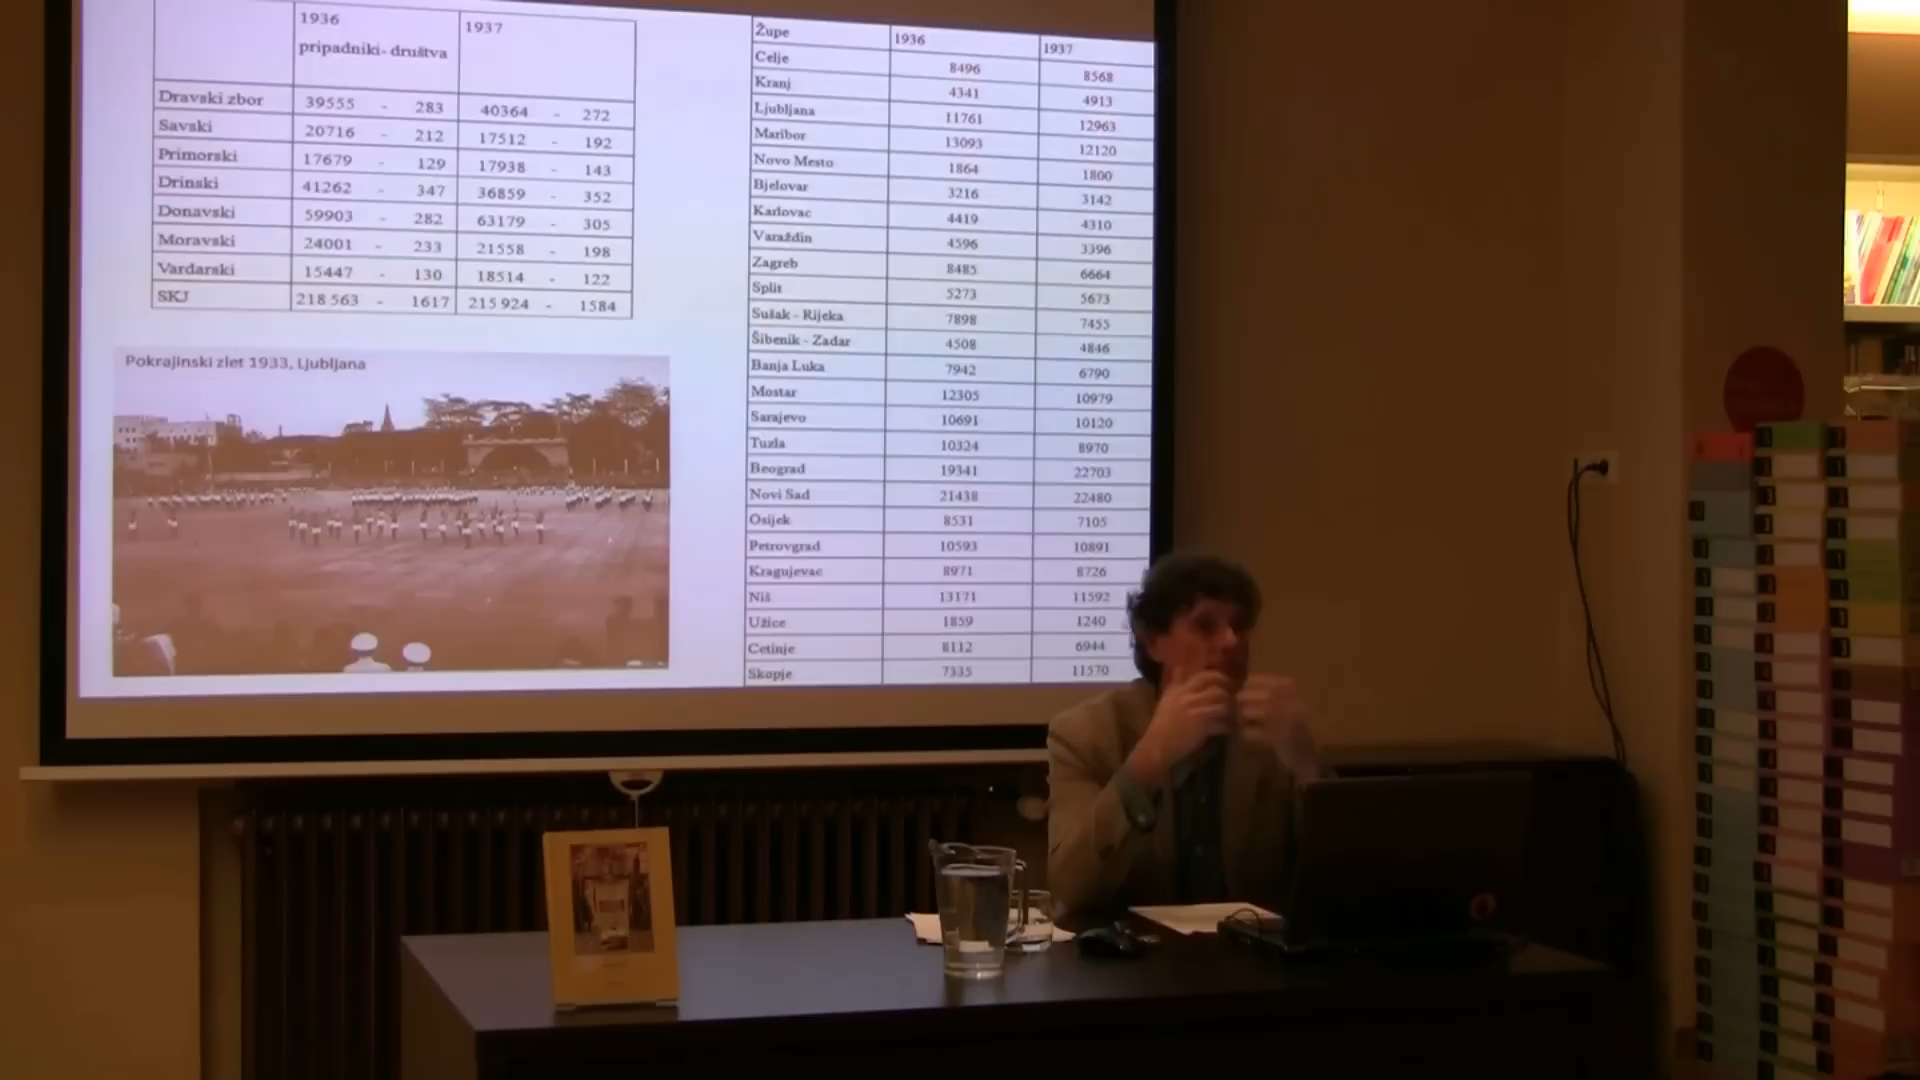 1936 1937
pripadniki- društva
Dravski zbor 39555 - 283 40364 - 272
Savski 20716 - 212 17512 - 192
Primorski 17679 - 129 17938 - 143
Drinski 41262 - 347 36859 - 352
Donavski 59903 - 282 63179 - 305
Moravski 24001 - 233 21558 - 198
Vardarski 15447 - 130 18514 - 122
SKJ 218 563 - 1617 215 924 - 1584
Pokrajinski zlet 1933, Ljubljana
Župe 1936 1937
Celje 8496 8568
Kranj 4341 4913
Ljubljana 11761 12963
Maribor 13093 12120
Novo Mesto 1864 1800
Bjelovar 3216 3142
Karlovac 4419 4310
Varaždin 4596 3396
Zagreb 8485 6664
Split 5273 5673
Sušak - Rijeka 7898 7455
Šibenik - Zadar 4508 4846
Banja Luka 7942 6790
Mostar 12305 10979
Sarajevo 10691 10120
Tuzla 10324 8970
Beograd 19341 22703
Novi Sad 21438 22480
Osijek 8531 7105
Petrovgrad 10593 10891
Kragujevac 8971 8726
Niš 13171 11592
Užice 1859 1240
Cetinje 8112 6944
Skopje 7335 11570